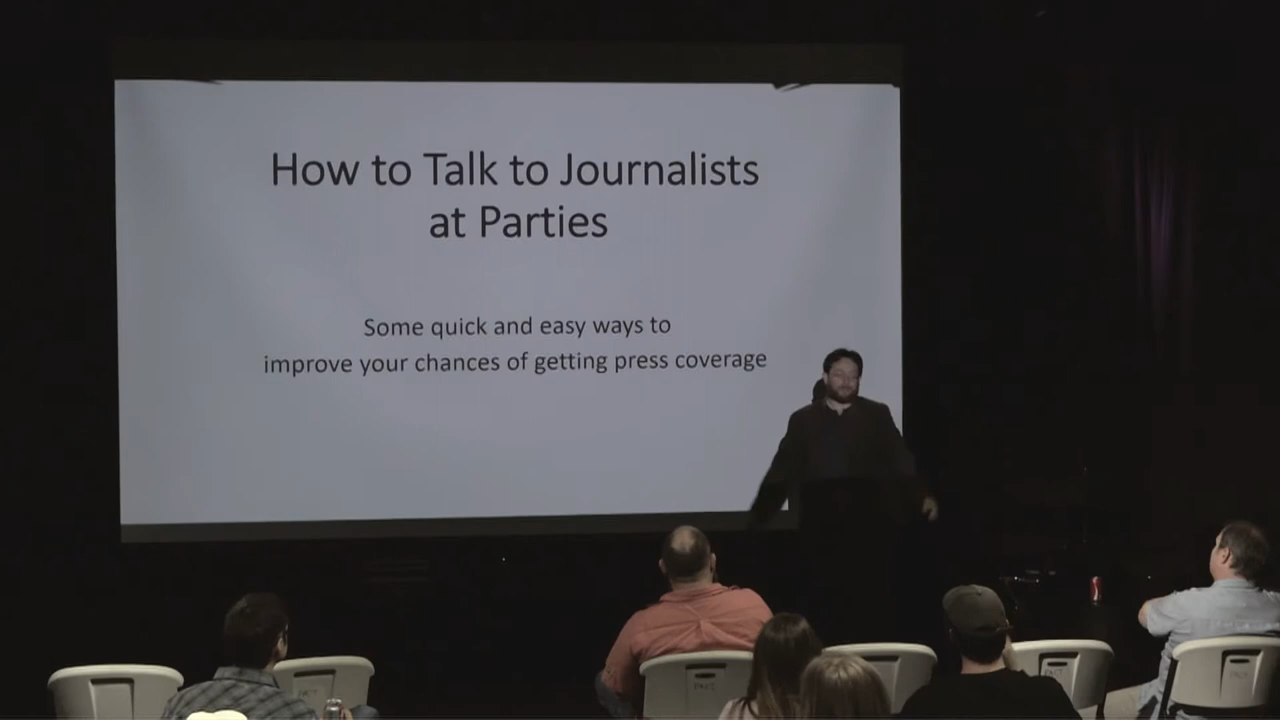 How to Talk to Journalists
at Parties
Some quick and easy ways to
improve your chances of getting press coverage